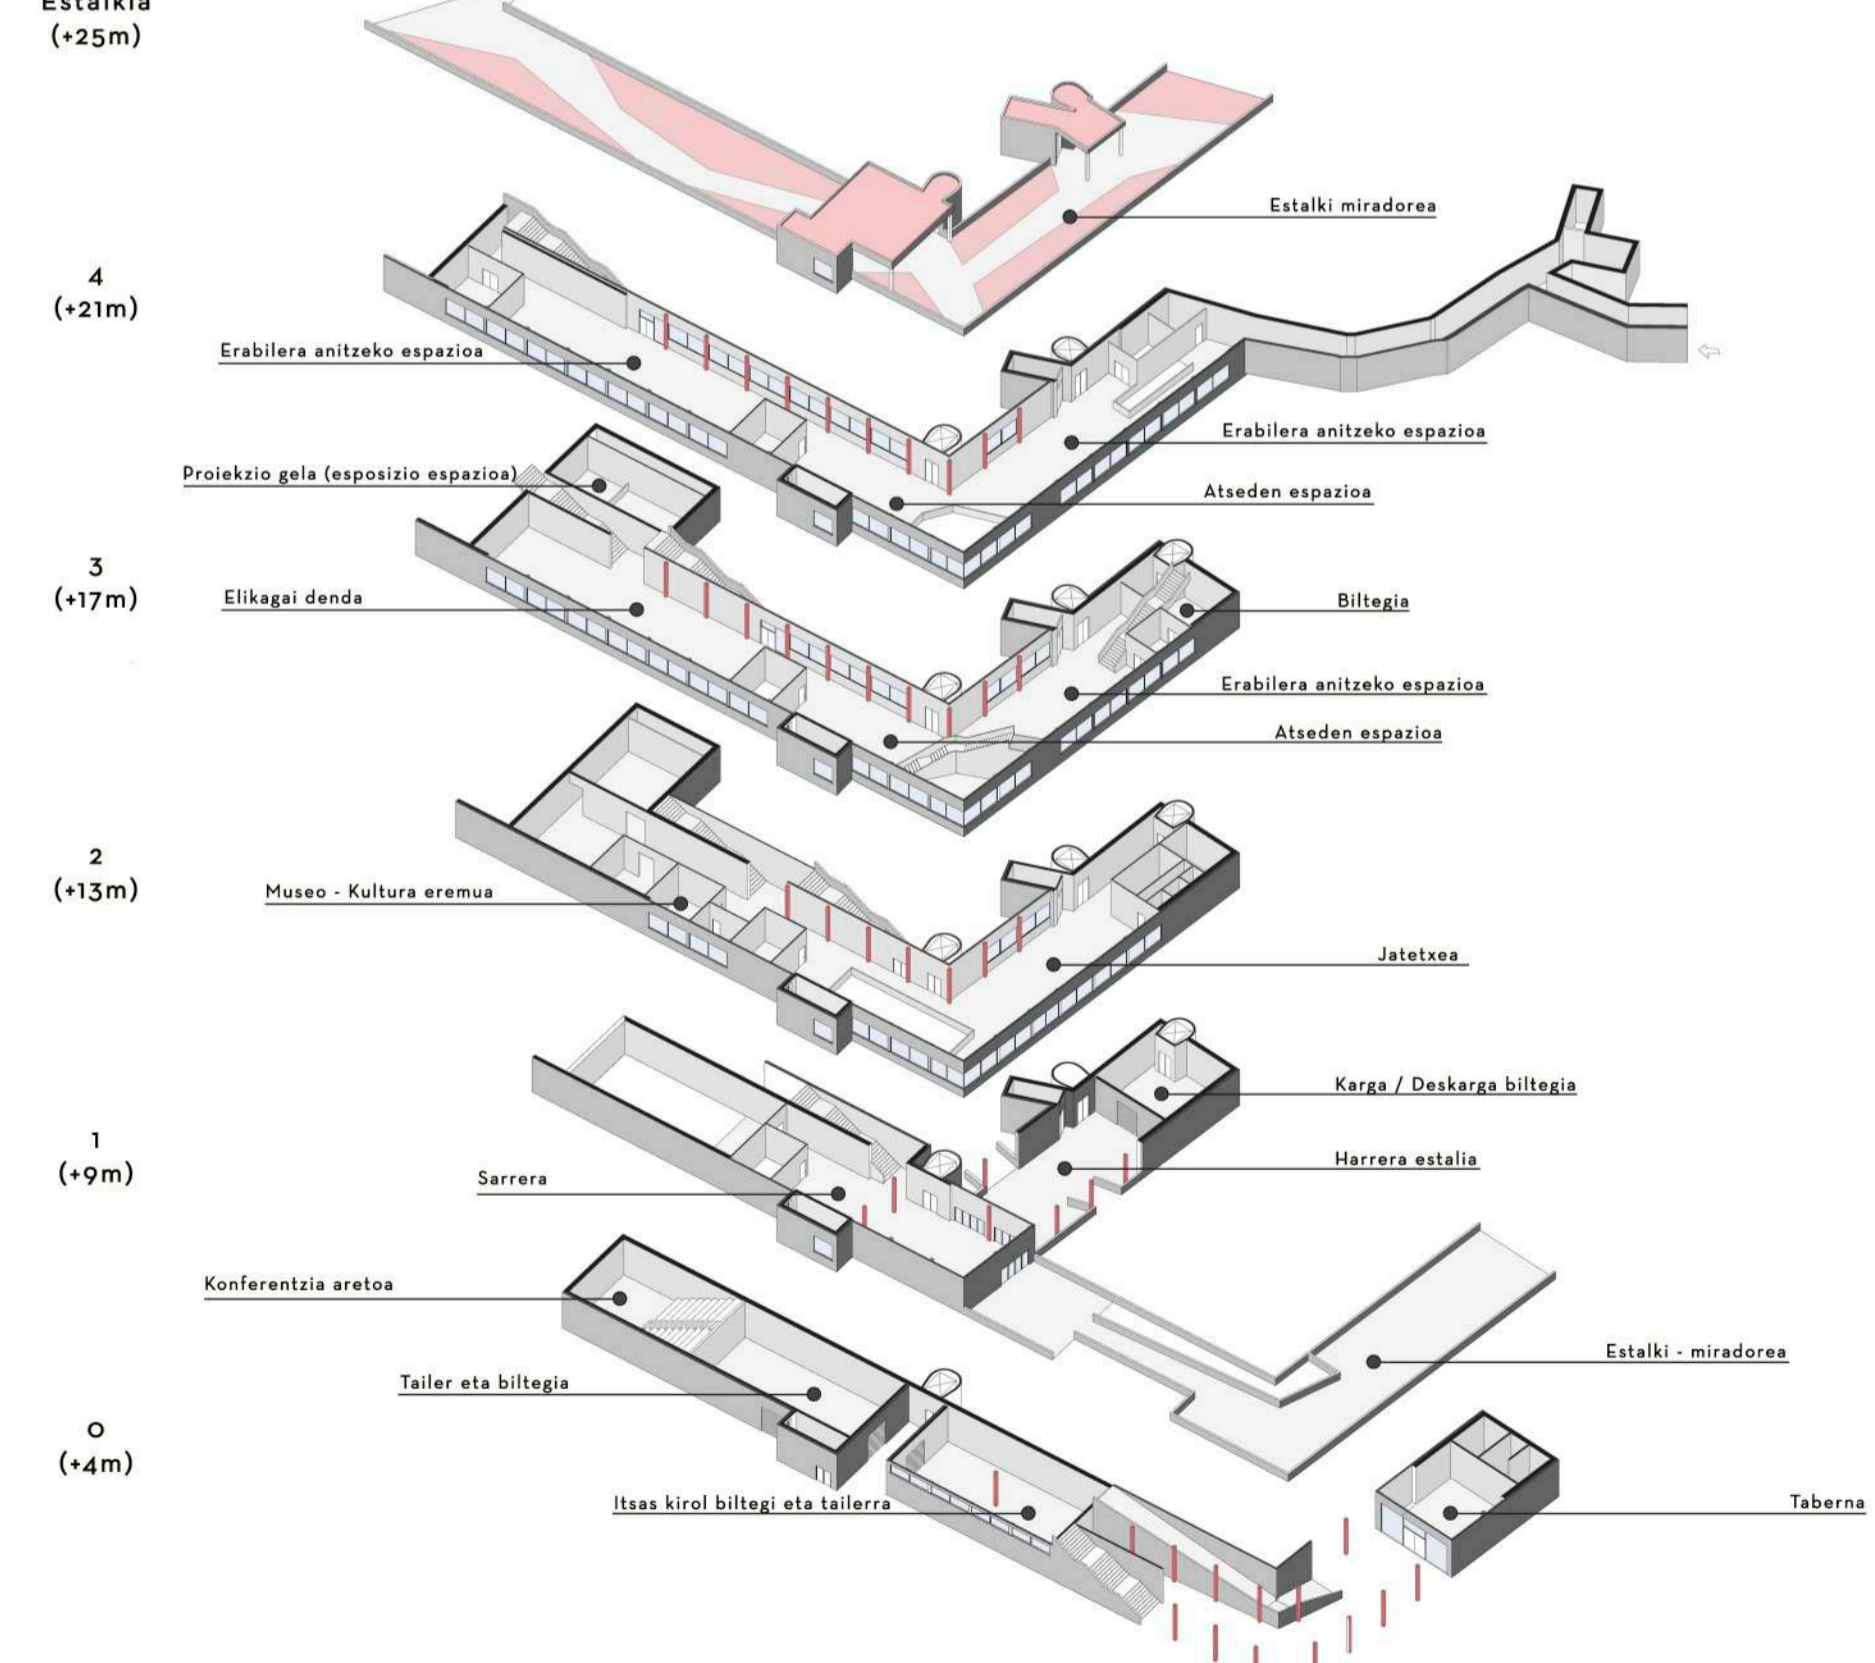 Estalkia
(+25m)
Estalki miradorea
4
(+21m)
Erabilera anitzeko espazioa
Erabilera anitzeko espazioa
Proiekzio gela (esposizio espazioa)
Atseden espazioa
3
(+17m)
Elikagai denda
Biltegia
Erabilera anitzeko espazioa
Atseden espazioa
2
(+13m)
Museo - Kultura eremua
Jatetxea
Karga / Deskarga biltegia
1
(+9m)
Harrera estalia
Sarrera
Konferentzia aretoa
Estalki - miradorea
Tailer eta biltegia
0
(+4m)
Itsas kirol biltegi eta tailerra
Taberna